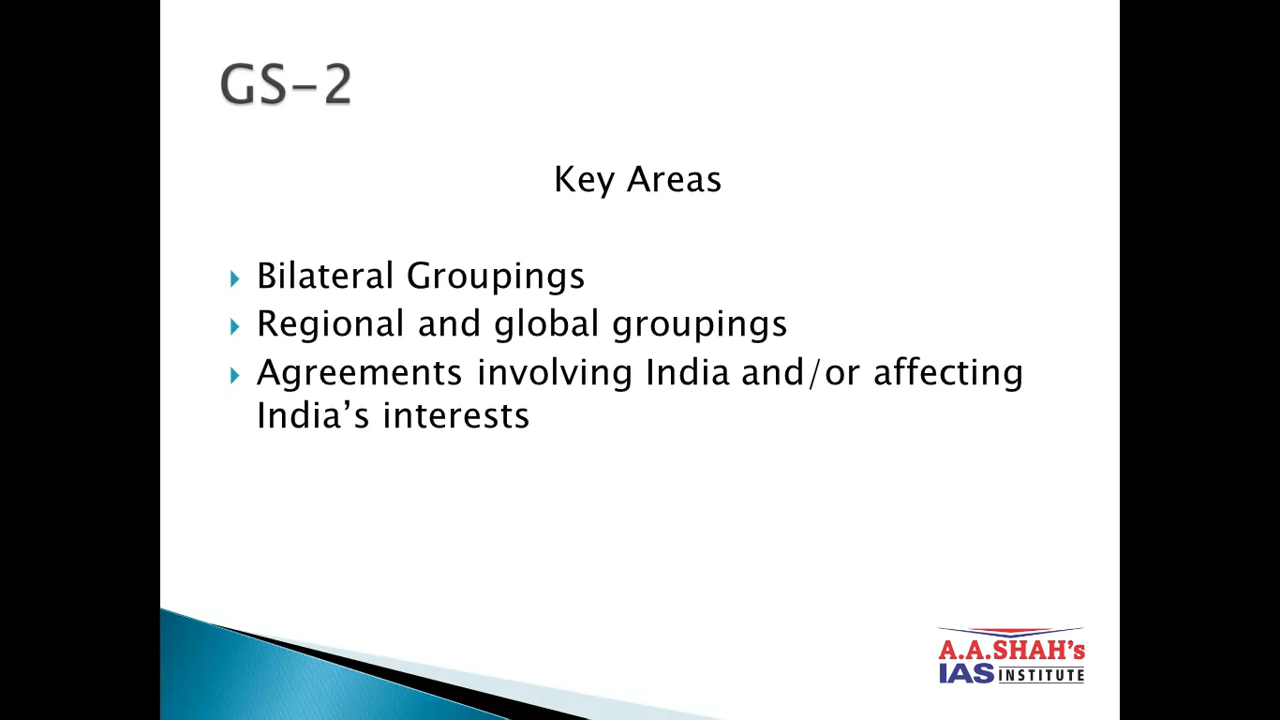 GS-2
Key Areas
Bilateral Groupings
Regional and global groupings
Agreements involving India and/or affecting
India’s interests
A.A.SHAH's
IAS INSTITUTE